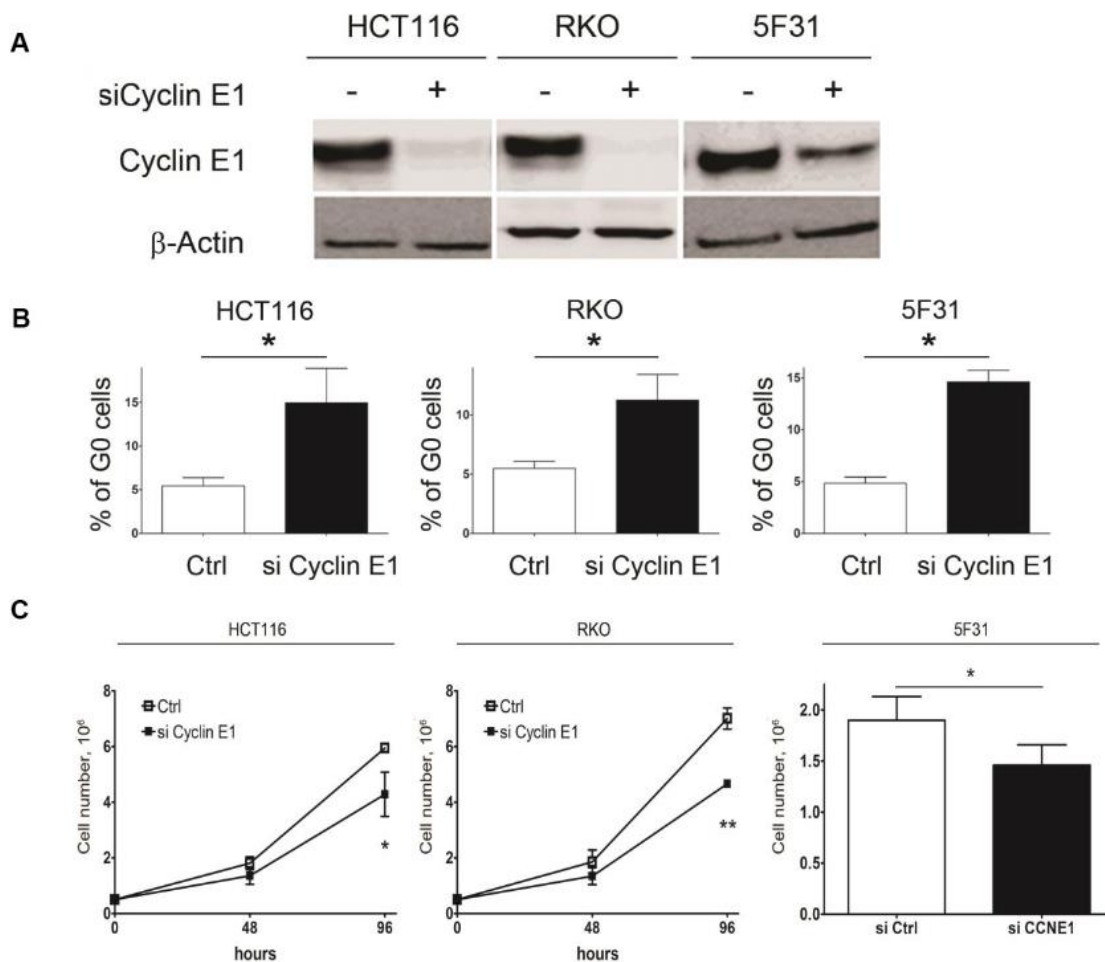 A
HCT116 RKO 5F31
siCyclin E1 - + - + - +
Cyclin E1
β-Actin
B
HCT116 RKO 5F31
* * *
% of G0 cells
15
10
5
0
Ctrl si Cyclin E1
% of G0 cells
10
5
0
Ctrl si Cyclin E1
% of G0 cells
15
10
5
0
Ctrl si Cyclin E1
C
HCT116 RKO 5F31
Cell number, 10⁶
8
6
4
2
0
Ctrl
si Cyclin E1
*
0 48 96
hours
Cell number, 10⁶
8
6
4
2
0
Ctrl
si Cyclin E1
**
0 48 96
hours
Cell number, 10⁶
*
2.0
1.5
1.0
0.5
0.0
si Ctrl si CCNE1